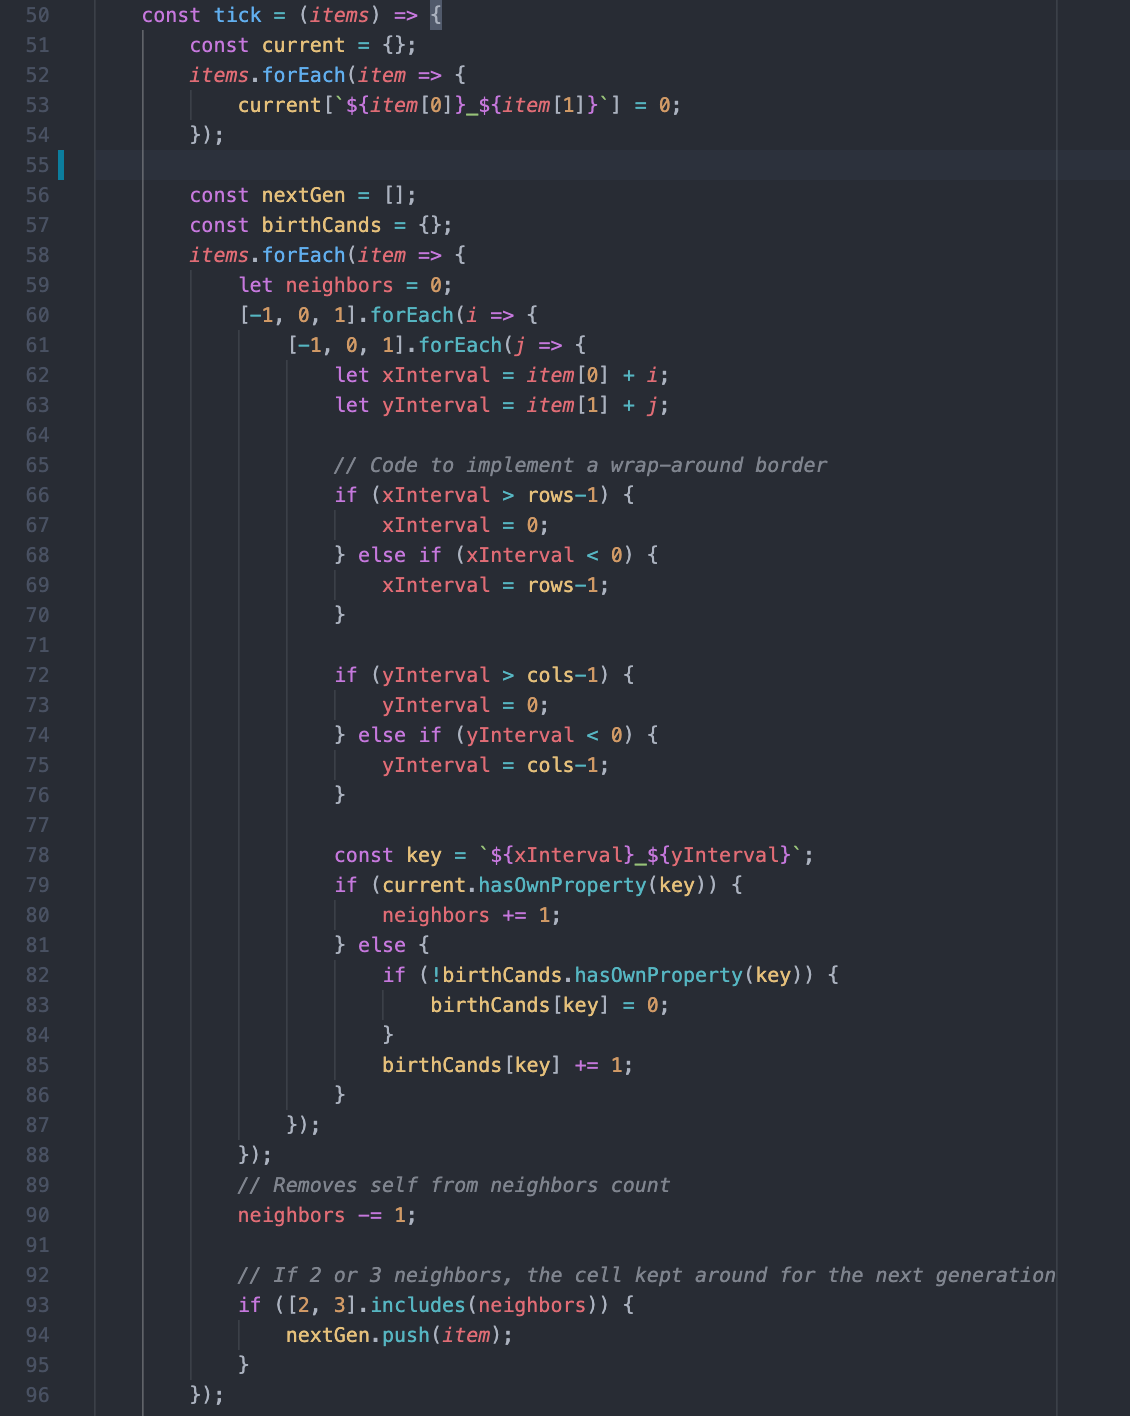 50 const tick = (items) => {
51 const current = {};
52 items.forEach(item => {
53 current[`${item[0]}_${item[1]}`] = 0;
54 });
55
56 const nextGen = [];
57 const birthCands = {};
58 items.forEach(item => {
59 let neighbors = 0;
60 [-1, 0, 1].forEach(i => {
61 [-1, 0, 1].forEach(j => {
62 let xInterval = item[0] + i;
63 let yInterval = item[1] + j;
64
65 // Code to implement a wrap-around border
66 if (xInterval > rows-1) {
67 xInterval = 0;
68 } else if (xInterval < 0) {
69 xInterval = rows-1;
70 }
71
72 if (yInterval > cols-1) {
73 yInterval = 0;
74 } else if (yInterval < 0) {
75 yInterval = cols-1;
76 }
77
78 const key = `${xInterval}_${yInterval}`;
79 if (current.hasOwnProperty(key)) {
80 neighbors += 1;
81 } else {
82 if (!birthCands.hasOwnProperty(key)) {
83 birthCands[key] = 0;
84 }
85 birthCands[key] += 1;
86 }
87 });
88 });
89 // Removes self from neighbors count
90 neighbors -= 1;
91
92 // If 2 or 3 neighbors, the cell kept around for the next generation
93 if ([2, 3].includes(neighbors)) {
94 nextGen.push(item);
95 }
96 });